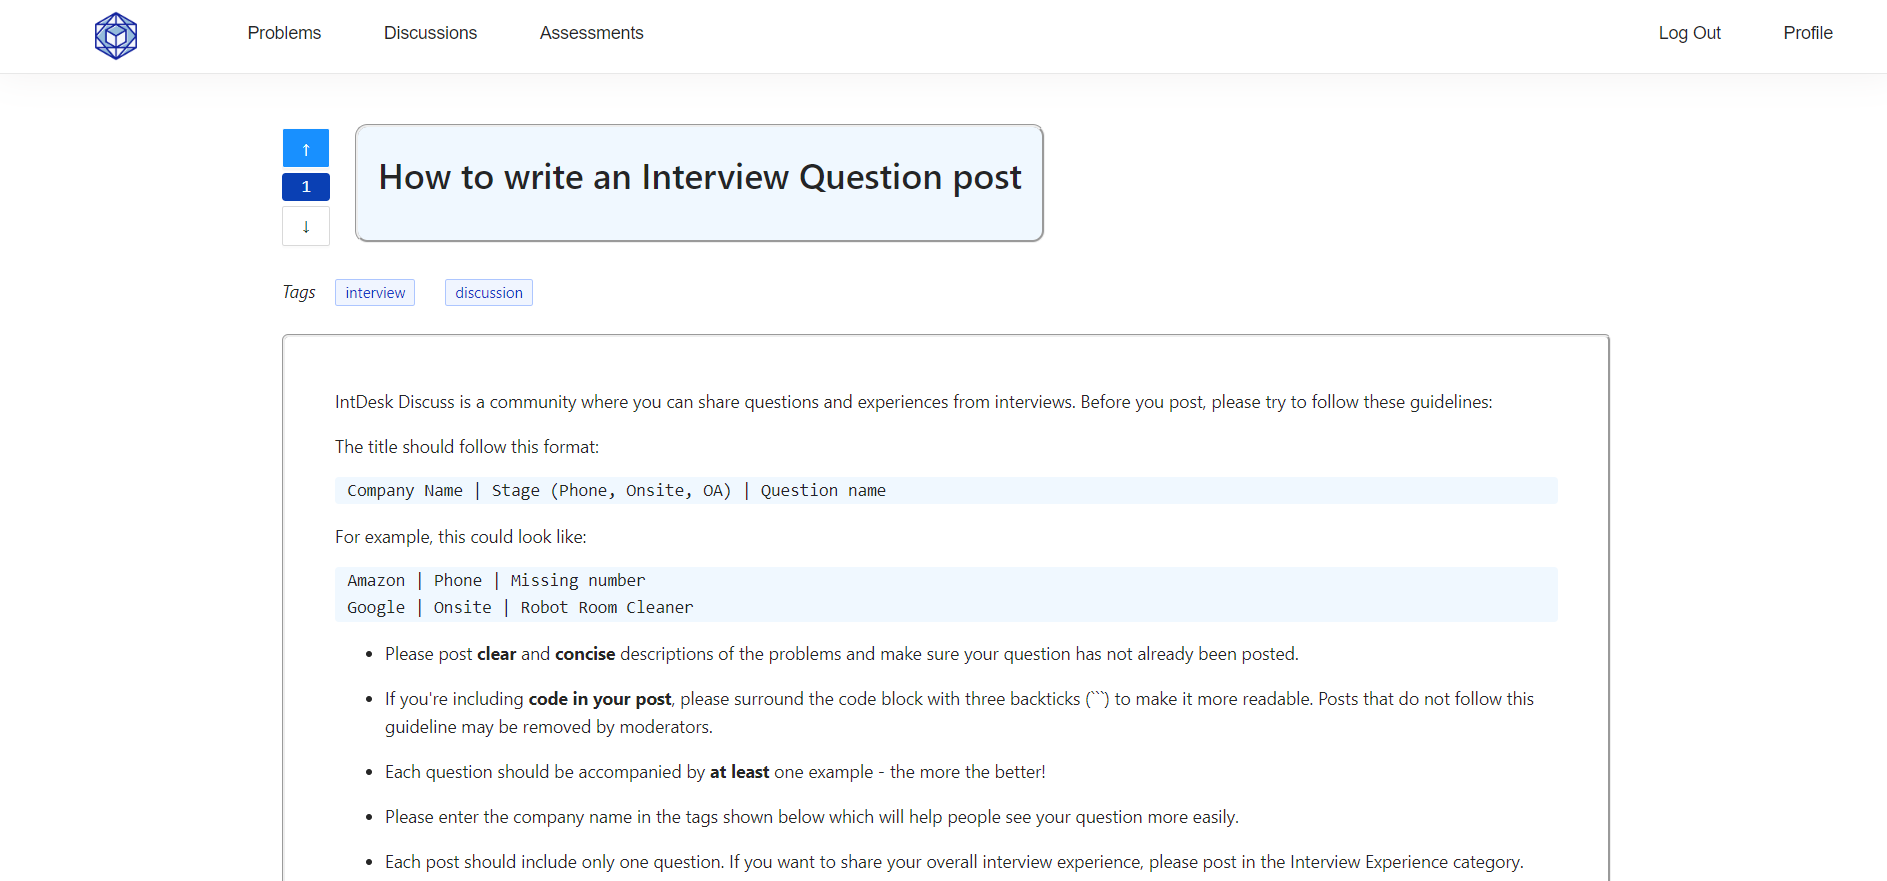 Problems Discussions Assessments Log Out Profile
↑
1
↓
How to write an Interview Question post
Tags interview discussion
IntDesk Discuss is a community where you can share questions and experiences from interviews. Before you post, please try to follow these guidelines:
The title should follow this format:
Company Name | Stage (Phone, Onsite, OA) | Question name
For example, this could look like:
Amazon | Phone | Missing number
Google | Onsite | Robot Room Cleaner
• Please post clear and concise descriptions of the problems and make sure your question has not already been posted.
• If you're including code in your post, please surround the code block with three backticks (```) to make it more readable. Posts that do not follow this
guideline may be removed by moderators.
• Each question should be accompanied by at least one example - the more the better!
• Please enter the company name in the tags shown below which will help people see your question more easily.
• Each post should include only one question. If you want to share your overall interview experience, please post in the Interview Experience category.